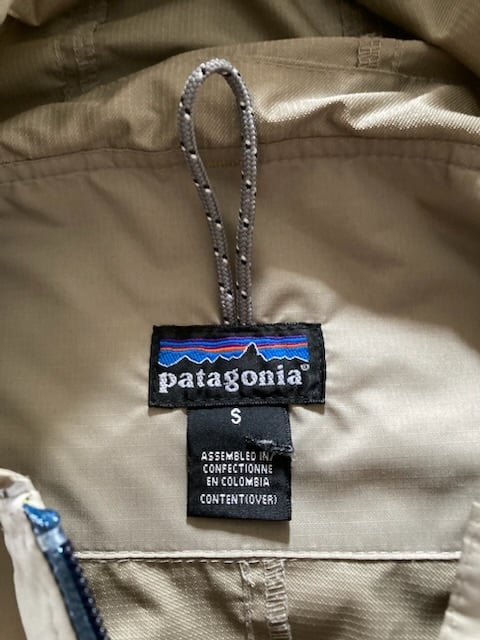 patagonia®
S
ASSEMBLED IN/
CONFECTIONNE
EN COLOMBIA
CONTENT(OVER)